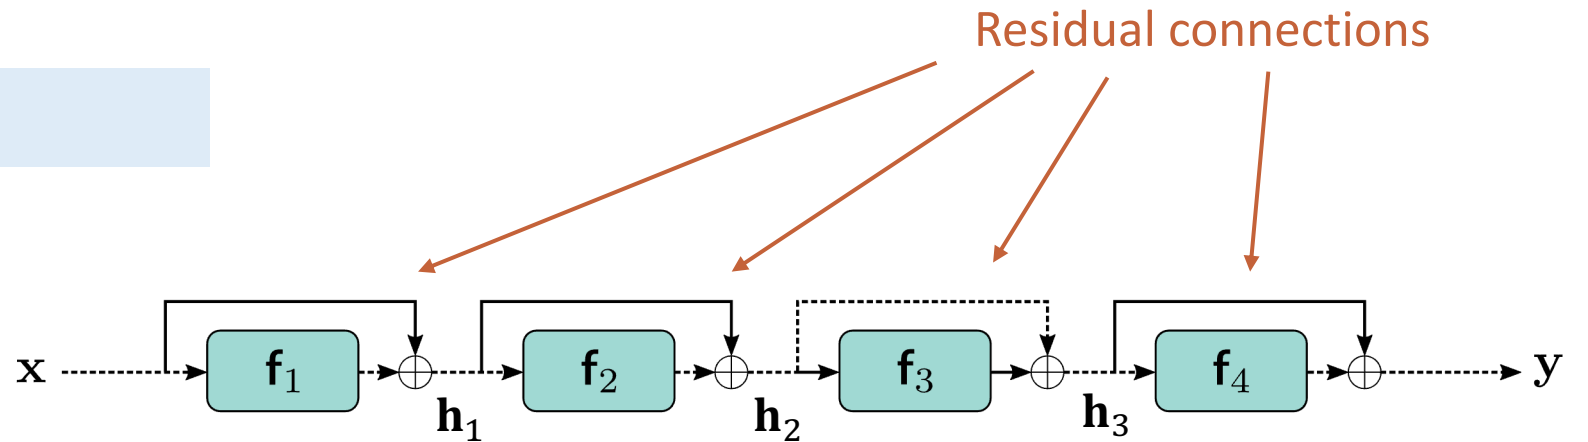 Residual connections
x f₁ f₂ f₃ f₄ y
h₁ h₂ h₃